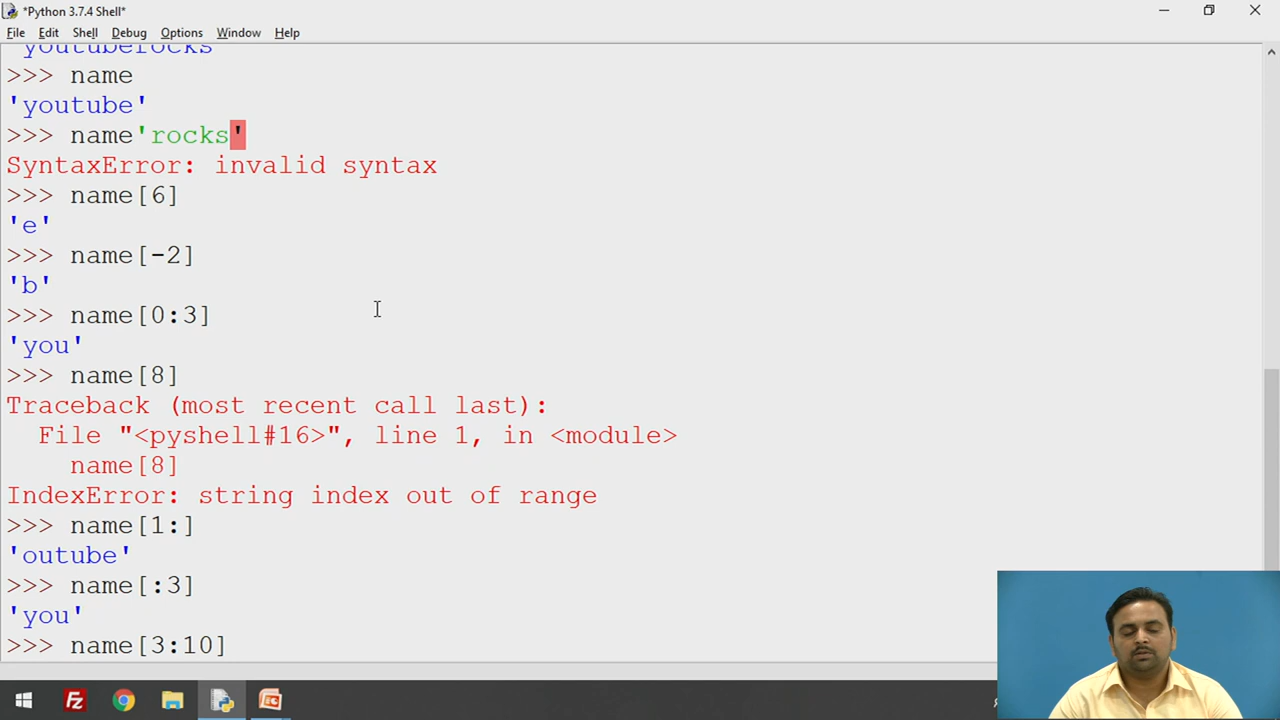 *Python 3.7.4 Shell*
File Edit Shell Debug Options Window Help
'youtuberocks'
>>> name
'youtube'
>>> name'rocks'
SyntaxError: invalid syntax
>>> name[6]
'e'
>>> name[-2]
'b'
>>> name[0:3]
'you'
>>> name[8]
Traceback (most recent call last):
  File "<pyshell#16>", line 1, in <module>
    name[8]
IndexError: string index out of range
>>> name[1:]
'outube'
>>> name[:3]
'you'
>>> name[3:10]
Fz